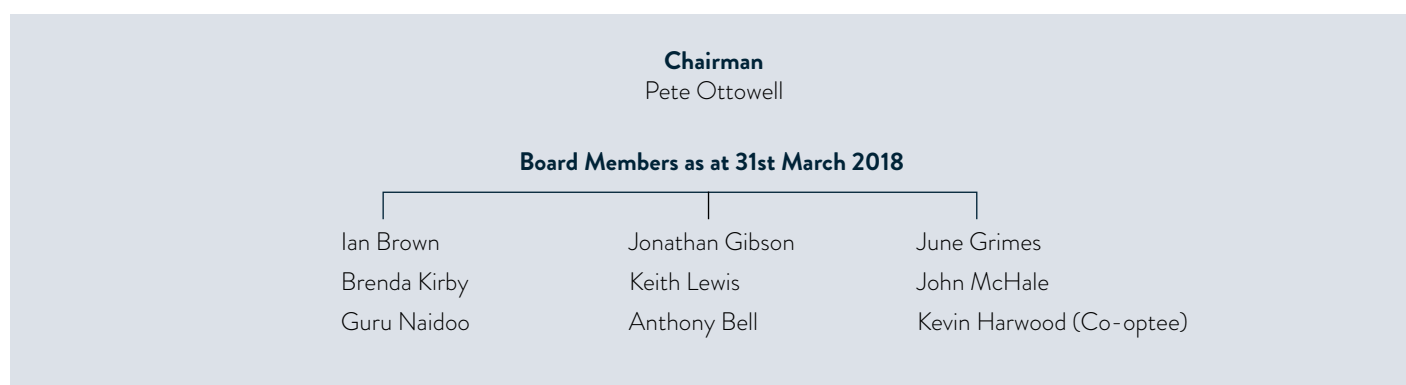 Chairman
Pete Ottowell
Board Members as at 31st March 2018
Ian Brown
Brenda Kirby
Guru Naidoo
Jonathan Gibson
Keith Lewis
Anthony Bell
June Grimes
John McHale
Kevin Harwood (Co-optee)